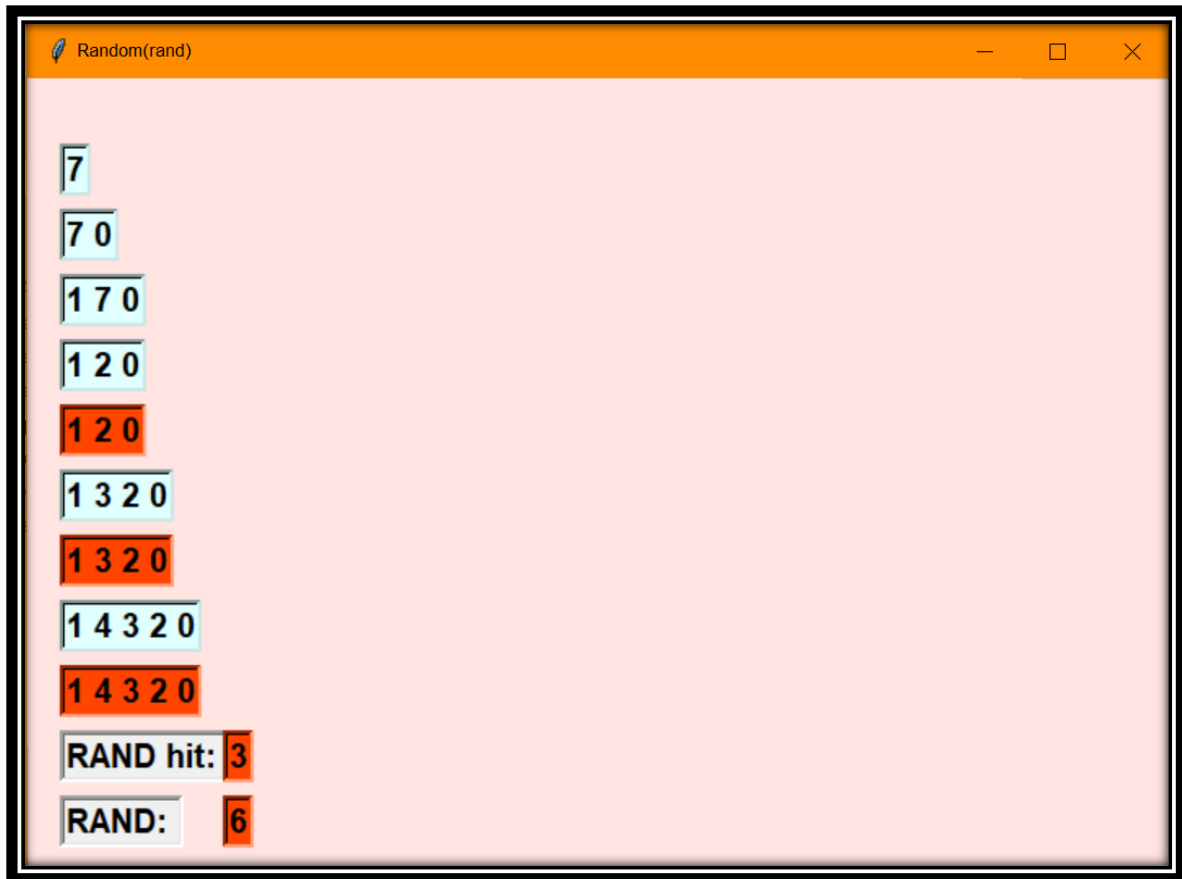 Random(rand)
7
7 0
1 7 0
1 2 0
1 2 0
1 3 2 0
1 3 2 0
1 4 3 2 0
1 4 3 2 0
RAND hit: 3
RAND: 6